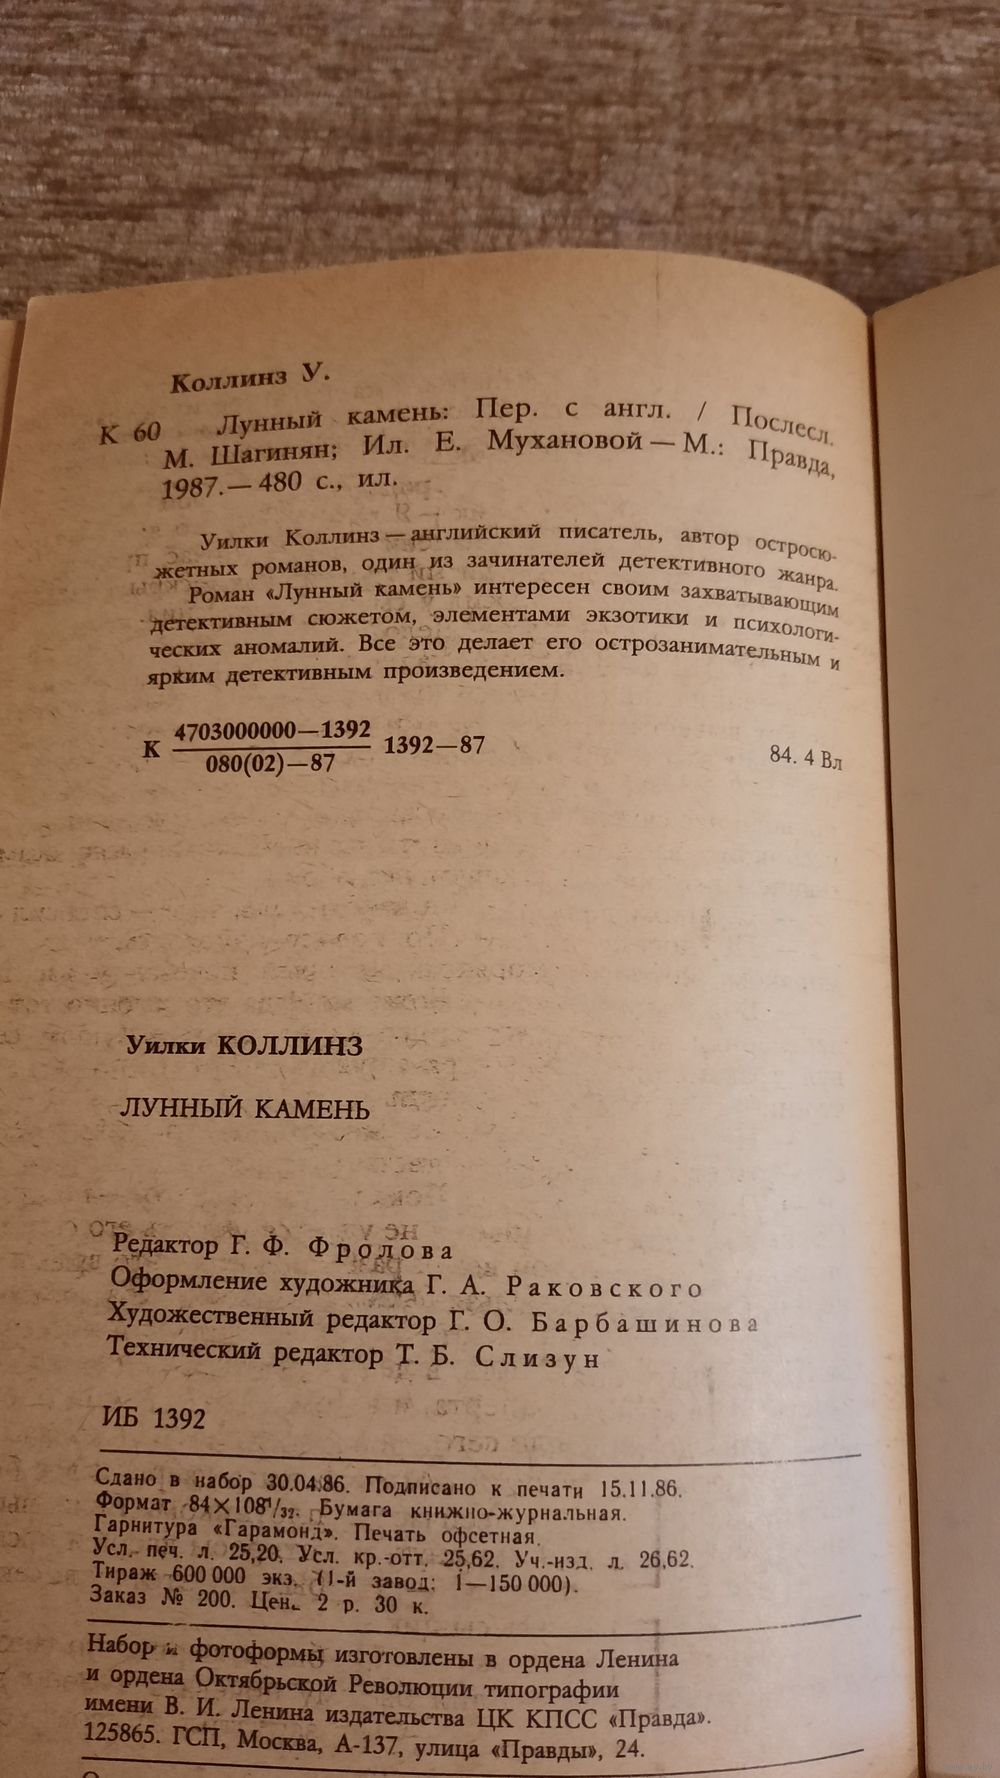 Коллинз У.
К 60 Лунный камень: Пер. с англ. / Послесл.
М. Шагинян; Ил. Е. Мухановой — М.: Правда,
1987.— 480 с., ил.
Уилки Коллинз — английский писатель, автор остросю-
жетных романов, один из зачинателей детективного жанра.
Роман «Лунный камень» интересен своим захватывающим
детективным сюжетом, элементами экзотики и психологи-
ческих аномалий. Все это делает его острозанимательным и
ярким детективным произведением.
К 4703000000—1392 1392—87
080(02)—87
84. 4 Вл
Уилки КОЛЛИНЗ
ЛУННЫЙ КАМЕНЬ
Редактор Г. Ф. Фролова
Оформление художника Г. А. Раковского
Художественный редактор Г. О. Барбашинова
Технический редактор Т. Б. Слизун
ИБ 1392
Сдано в набор 30.04.86. Подписано к печати 15.11.86.
Формат 84×108¹/₃₂. Бумага книжно-журнальная.
Гарнитура «Гарамонд». Печать офсетная.
Усл. печ. л. 25,20. Усл. кр.-отт. 25,62. Уч.-изд. л. 26,62.
Тираж 600 000 экз. (1-й завод: 1—150 000).
Заказ № 200. Цена 2 р. 30 к.
Набор и фотоформы изготовлены в ордена Ленина
и ордена Октябрьской Революции типографии
имени В. И. Ленина издательства ЦК КПСС «Правда».
125865. ГСП, Москва, А-137, улица «Правды», 24.